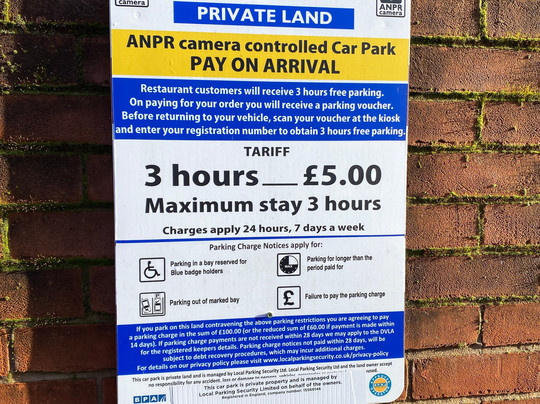 camera
PRIVATE LAND
ANPR
camera
ANPR camera controlled Car Park
PAY ON ARRIVAL
Restaurant customers will receive 3 hours free parking.
On paying for your order you will receive a parking voucher.
Before returning to your vehicle, scan your voucher at the kiosk
and enter your registration number to obtain 3 hours free parking.
TARIFF
3 hours__£5.00
Maximum stay 3 hours
Charges apply 24 hours, 7 days a week
Parking Charge Notices apply for:
Parking in a bay reserved for
Blue badge holders
Parking for longer than the
period paid for
Parking out of marked bay
£
Failure to pay the parking charge
If you park on this land contravening the above parking restrictions you are agreeing to pay
a parking charge in the sum of £100.00 (or the reduced sum of £60.00 if payment is made within
14 days). If parking charge payments are not received within 28 days we may apply to the DVLA
for the registered keepers details. Parking charge notices not paid within 28 days, will be
subject to debt recovery procedures, which may incur additional charges.
For details on our privacy policy please visit www.localparkingsecurity.co.uk/privacy-policy
This car park is private land and is managed by Local Parking Security Ltd. Local Parking Security Ltd and the land owner accept
no responsibility for any accident, loss or damage to
This car park is private property and is managed by
Local Parking Security Limited on behalf of the owners.
BPA